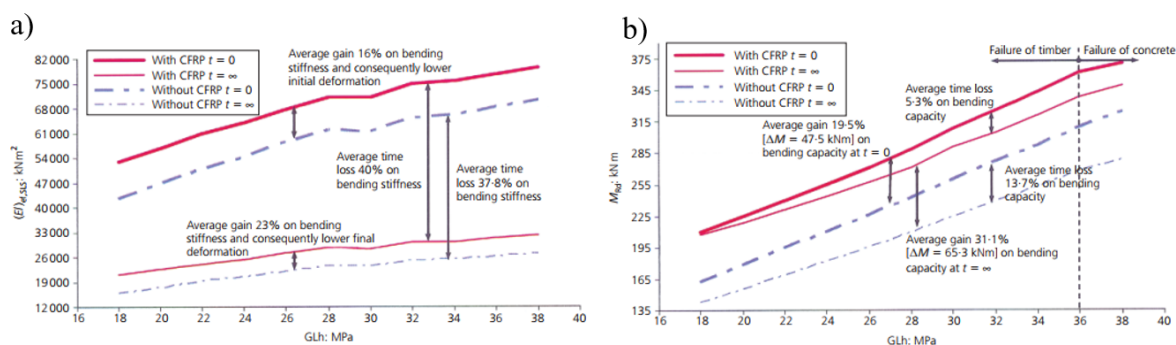 a)
With CFRP t = 0
With CFRP t = ∞
Without CFRP t = 0
Without CFRP t = ∞
Average gain 16% on bending
stiffness and consequently lower
initial deformation
Average time
loss 40% on
bending stiffness
Average time
loss 37·8% on
bending stiffness
Average gain 23% on bending
stiffness and consequently lower final
deformation
(EI)ef,SLS: kNm²
82 000
75 000
68 000
61 000
54 000
47 000
40 000
33 000
26 000
19 000
12 000
16 18 20 22 24 26 28 30 32 34 36 38 40
GLh: MPa
b)
With CFRP t = 0
With CFRP t = ∞
Without CFRP t = 0
Without CFRP t = ∞
Failure of timber
Failure of concrete
Average time loss
5·3% on bending
capacity
Average gain 19·5%
[ΔM = 47·5 kNm] on
bending capacity at t = 0
Average time loss
13·7% on bending
capacity
Average gain 31·1%
[ΔM = 65·3 kNm] on bending
capacity at t = ∞
MRd: kNm
375
345
315
285
255
225
195
165
135
16 18 20 22 24 26 28 30 32 34 36 38 40
GLh: MPa